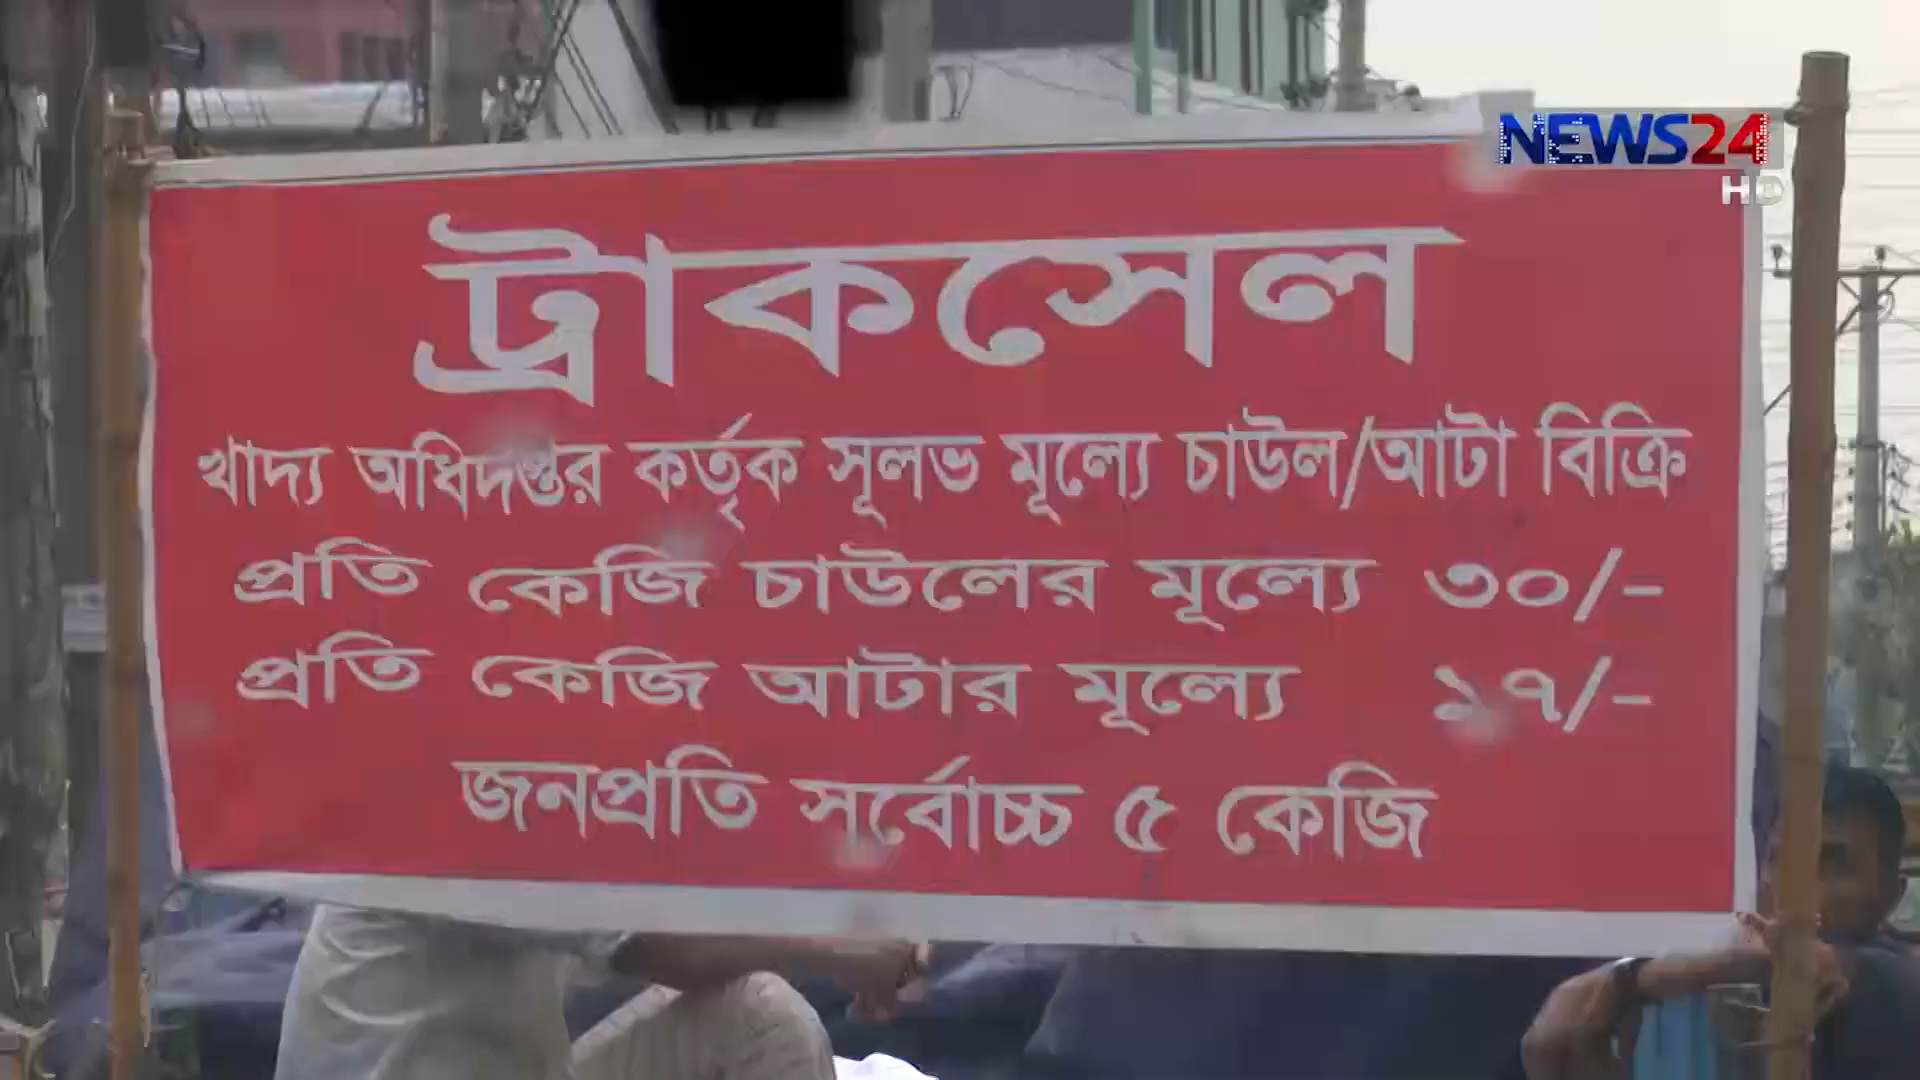 NEWS24
HD
ট্রাকসেল
খাদ্য অধিদপ্তর কর্তৃক সূলভ মূল্যে চাউল/আটা বিক্রি
প্রতি কেজি চাউলের মূল্যে ৩০/-
প্রতি কেজি আটার মূল্যে ১৭/-
জনপ্রতি সর্বোচ্চ ৫ কেজি